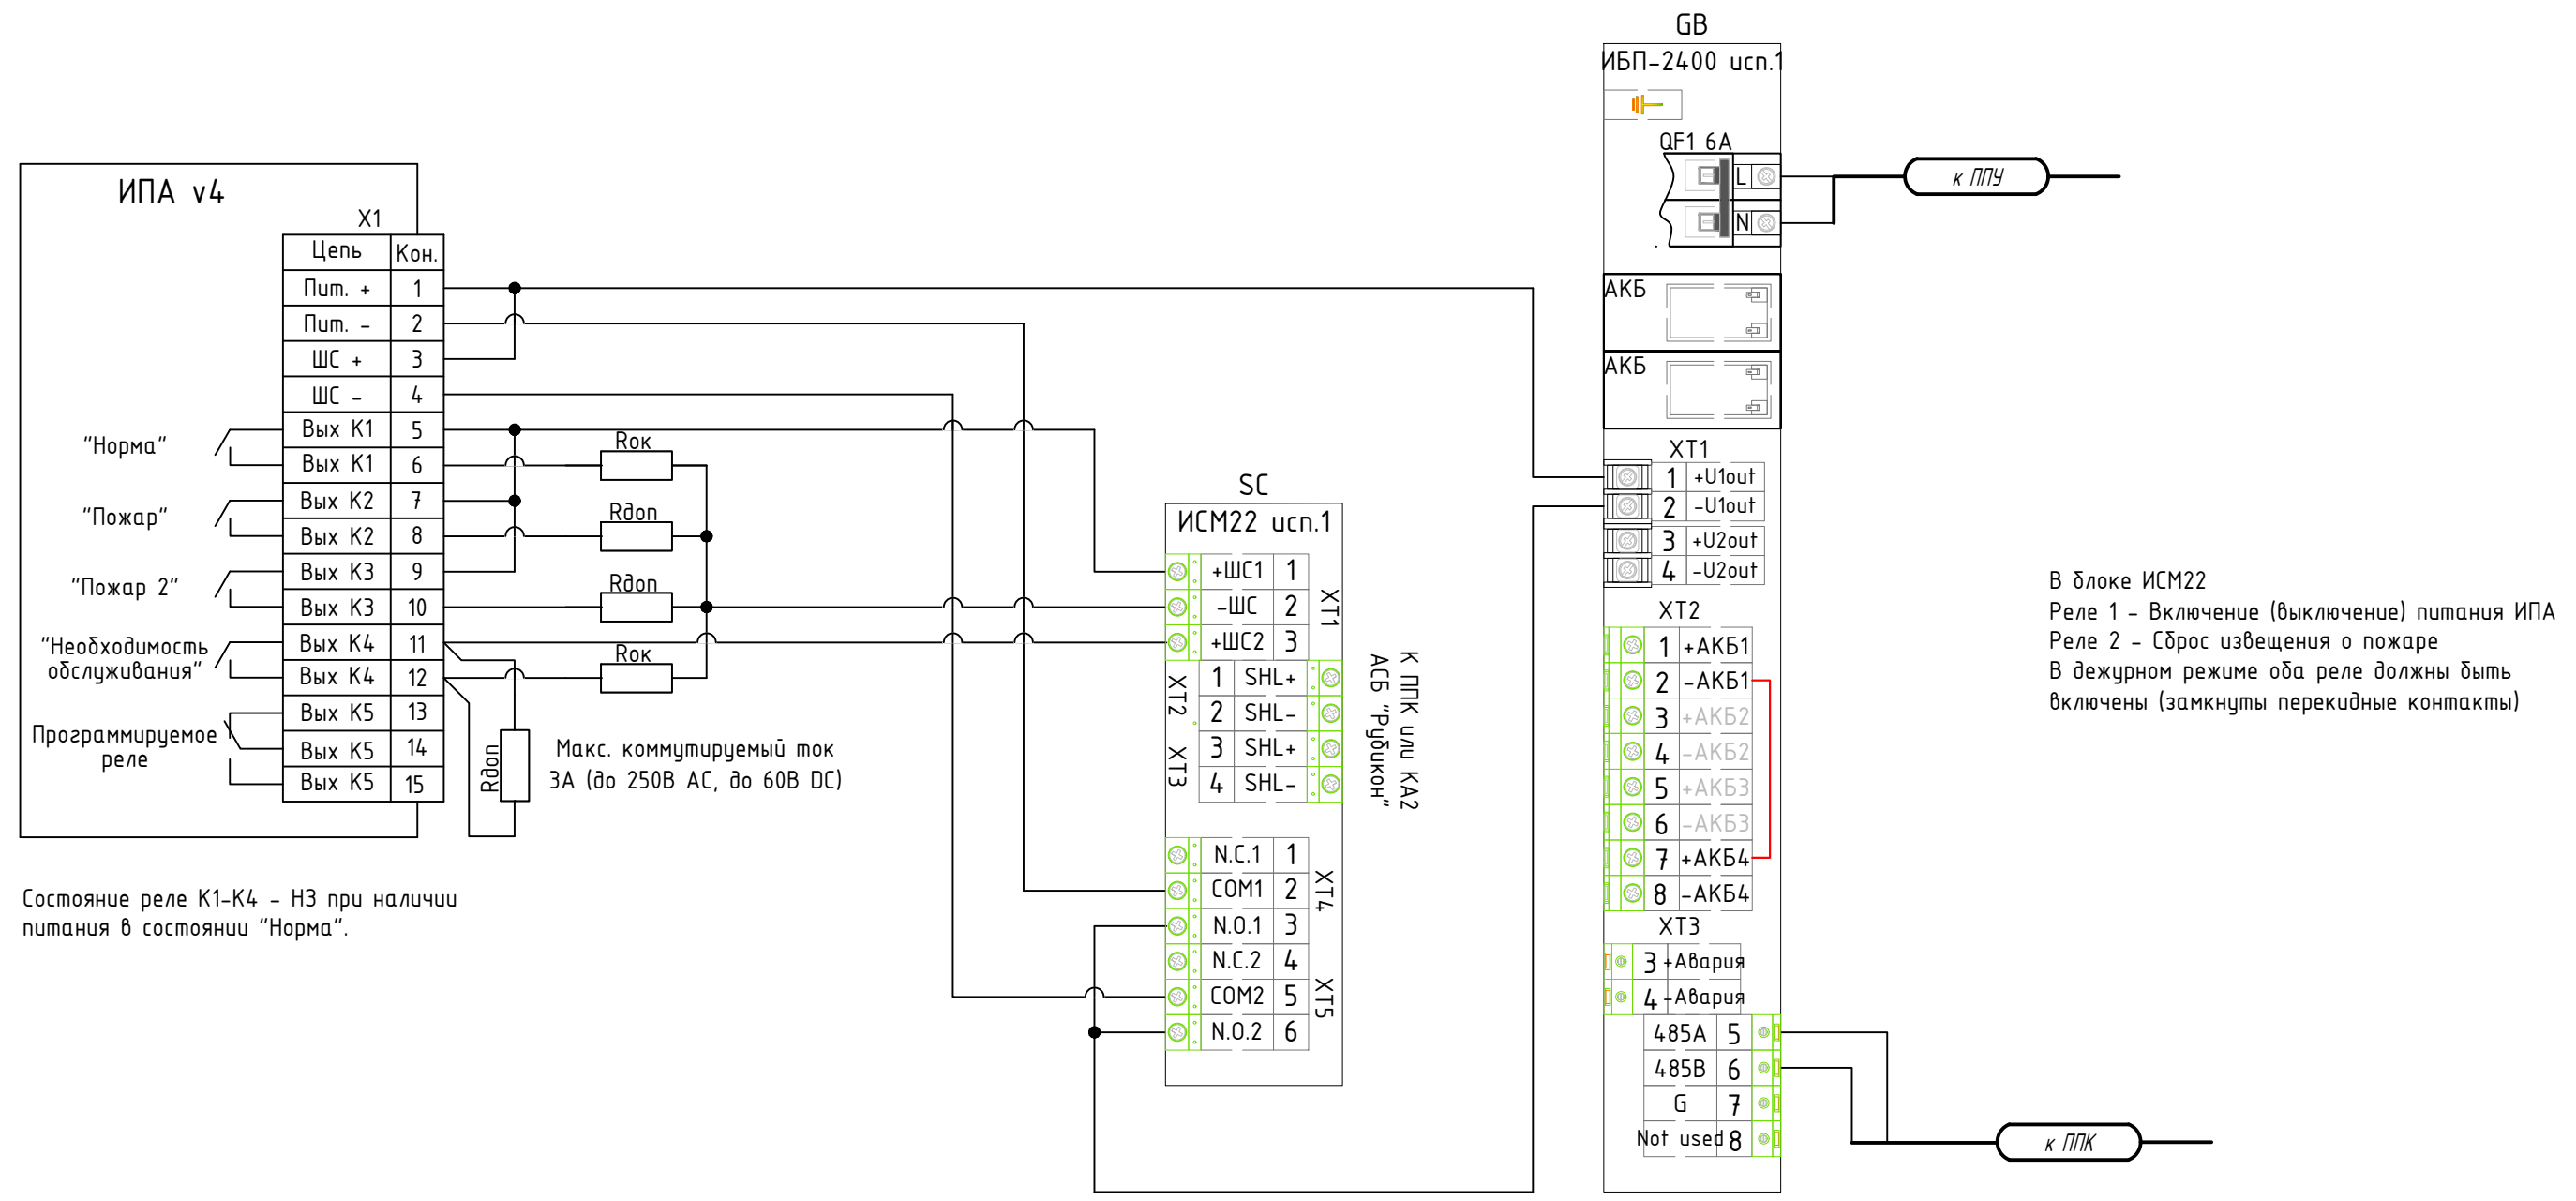 ИПА v4
X1
Цепь Кон.
Пит. + 1
Пит. - 2
ШС + 3
ШС - 4
Вых К1 5
Вых К1 6
Вых К2 7
Вых К2 8
Вых К3 9
Вых К3 10
Вых К4 11
Вых К4 12
Вых К5 13
Вых К5 14
Вых К5 15
"Норма"
"Пожар"
"Пожар 2"
"Необходимость
обслуживания"
Программируемое
реле
Rок
Rдоп
Rдоп
Rок
Rдоп
Макс. коммутируемый ток
3А (до 250В AC, до 60В DC)
Состояние реле К1-К4 - НЗ при наличии
питания в состоянии "Норма".
SC
ИСМ22 исп.1
+ШС1 1
-ШС 2
+ШС2 3
XT1
1 SHL+
2 SHL-
3 SHL+
4 SHL-
XT2
XT3
К ППК или КА2
АСБ "Рубикон"
N.C.1 1
COM1 2
N.O.1 3
N.C.2 4
COM2 5
N.O.2 6
XT4
XT5
GB
ИБП-2400 исп.1
QF1 6А
L
N
к ППУ
АКБ
АКБ
XT1
1 +U1out
2 -U1out
3 +U2out
4 -U2out
XT2
1 +АКБ1
2 -АКБ1
3 +АКБ2
4 -АКБ2
5 +АКБ3
6 -АКБ3
7 +АКБ4
8 -АКБ4
XT3
3 +Авария
4 -Авария
485A 5
485B 6
G 7
Not used 8
к ППК
В блоке ИСМ22
Реле 1 - Включение (выключение) питания ИПА
Реле 2 - Сброс извещения о пожаре
В дежурном режиме оба реле должны быть
включены (замкнуты перекидные контакты)